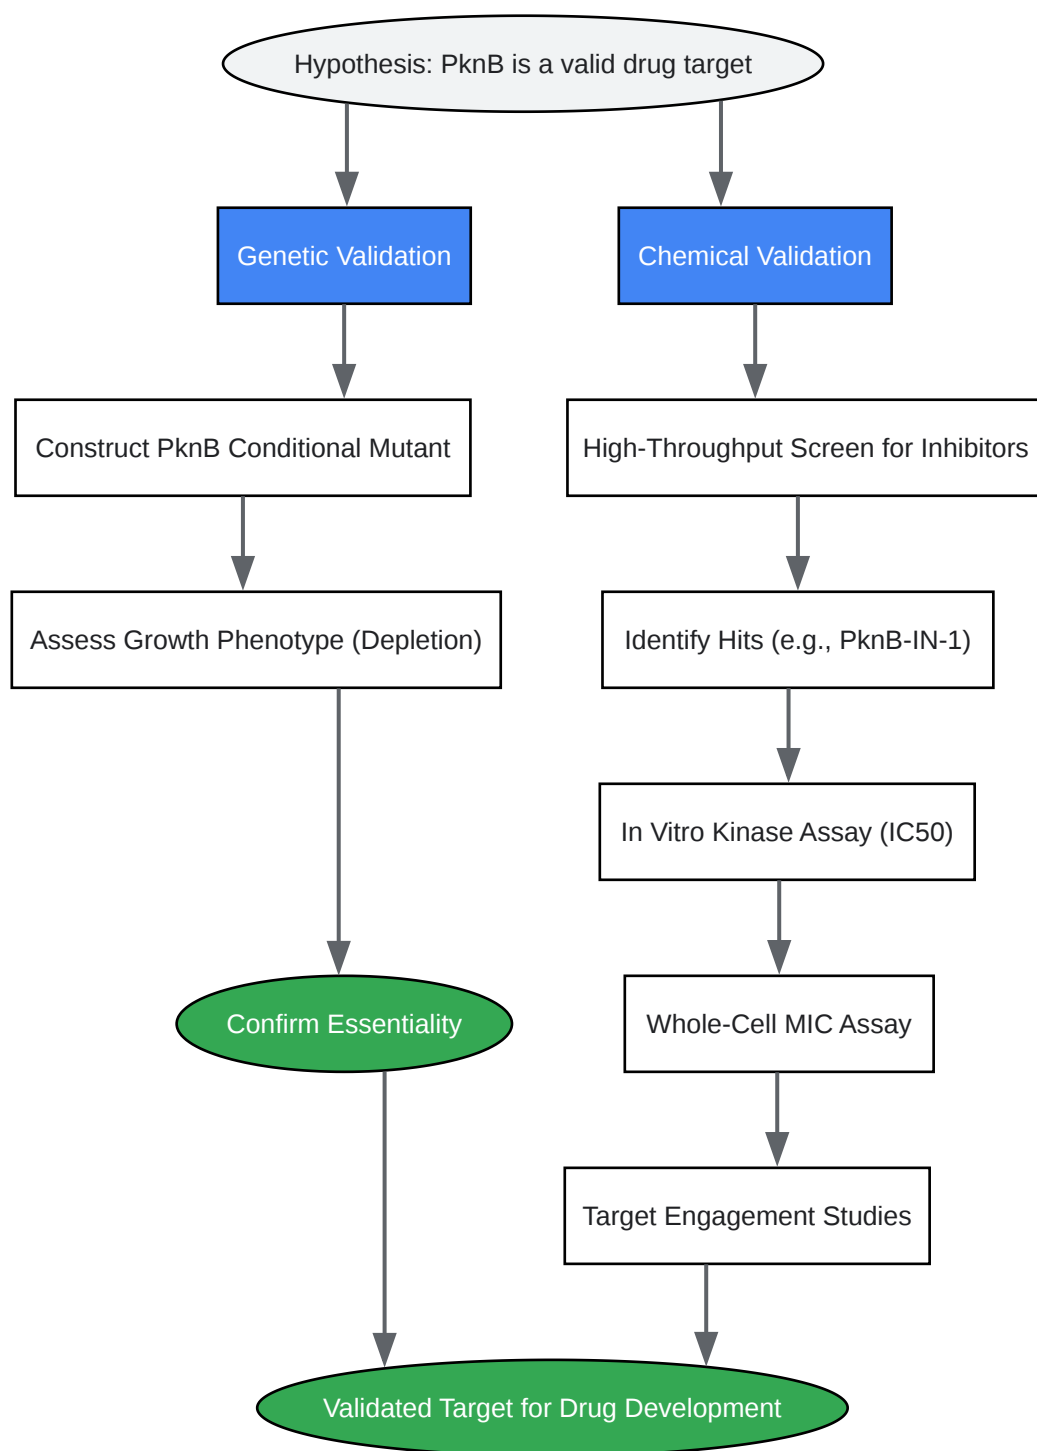 Hypothesis: PknB is a valid drug target
Genetic Validation
Chemical Validation
Construct PknB Conditional Mutant
High-Throughput Screen for Inhibitors
Assess Growth Phenotype (Depletion)
Identify Hits (e.g., PknB-IN-1)
In Vitro Kinase Assay (IC50)
Confirm Essentiality
Whole-Cell MIC Assay
Target Engagement Studies
Validated Target for Drug Development